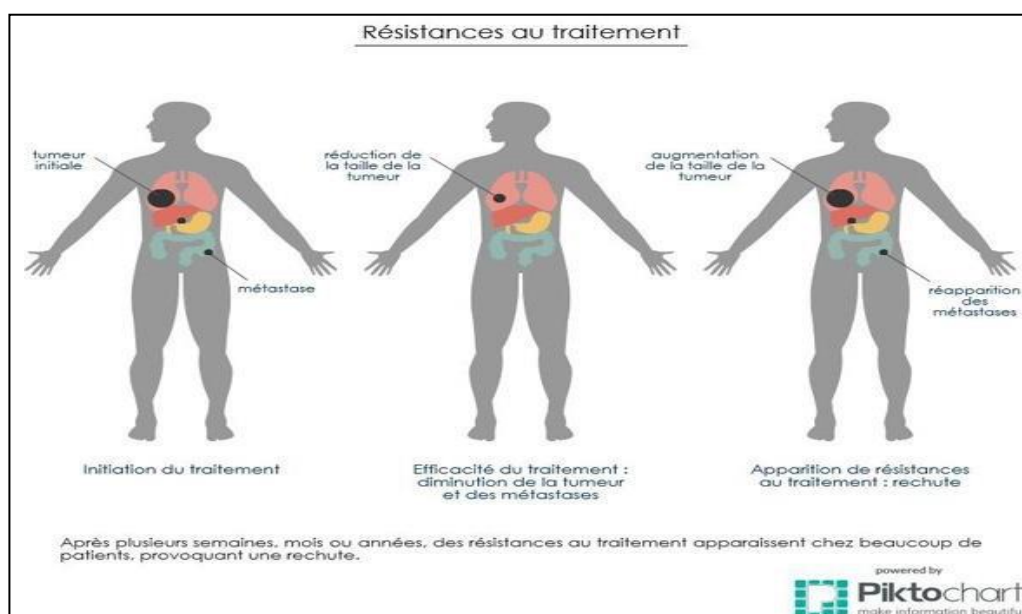 Résistances au traitement
tumeur
initiale
métastase
réduction de
la taille de la
tumeur
augmentation
de la taille de la
tumeur
réapparition
des
métastases
Initiation du traitement
Efficacité du traitement :
diminution de la tumeur
et des métastases
Apparition de résistances
au traitement : rechute
Après plusieurs semaines, mois ou années, des résistances au traitement apparaissent chez beaucoup de
patients, provoquant une rechute.
powered by
Piktochart
make information beautiful